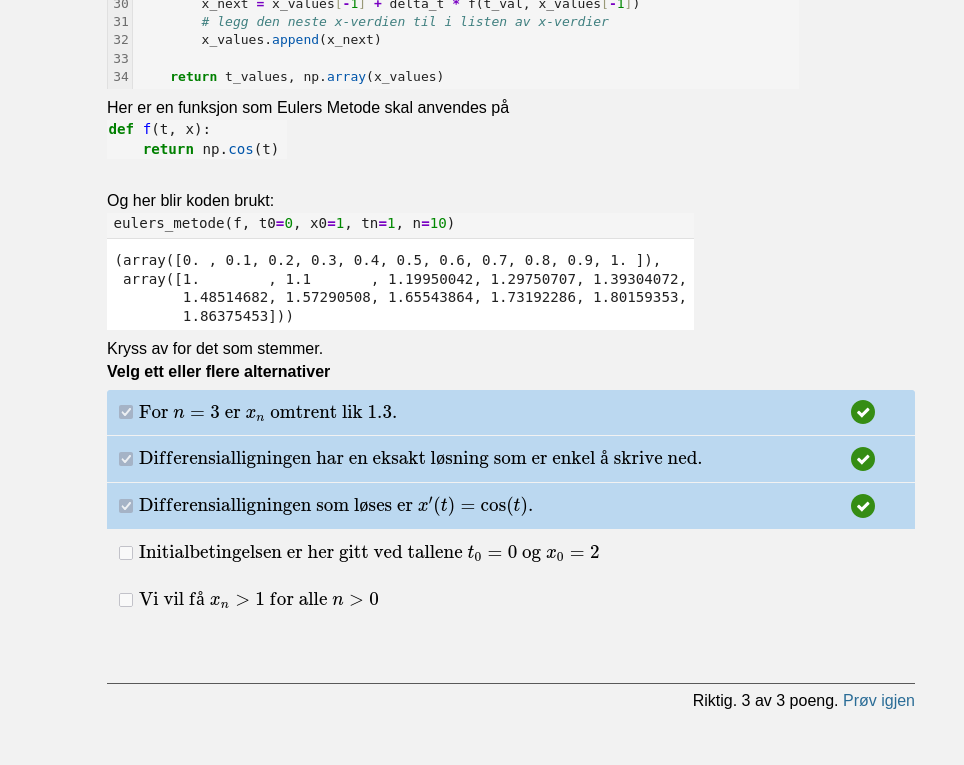 30 x_next = x_values[-1] + delta_t * f(t_val, x_values[-1])
31 # legg den neste x-verdien til i listen av x-verdier
32 x_values.append(x_next)
33
34 return t_values, np.array(x_values)
Her er en funksjon som Eulers Metode skal anvendes på
def f(t, x):
return np.cos(t)
Og her blir koden brukt:
eulers_metode(f, t0=0, x0=1, tn=1, n=10)
(array([0. , 0.1, 0.2, 0.3, 0.4, 0.5, 0.6, 0.7, 0.8, 0.9, 1. ]),
array([1. , 1.1 , 1.19950042, 1.29750707, 1.39304072,
1.48514682, 1.57290508, 1.65543864, 1.73192286, 1.80159353,
1.86375453]))
Kryss av for det som stemmer.
Velg ett eller flere alternativer
For n = 3 er xₙ omtrent lik 1.3.
Differensialligningen har en eksakt løsning som er enkel å skrive ned.
Differensialligningen som løses er x′(t) = cos(t).
Initialbetingelsen er her gitt ved tallene t₀ = 0 og x₀ = 2
Vi vil få xₙ > 1 for alle n > 0
Riktig. 3 av 3 poeng. Prøv igjen